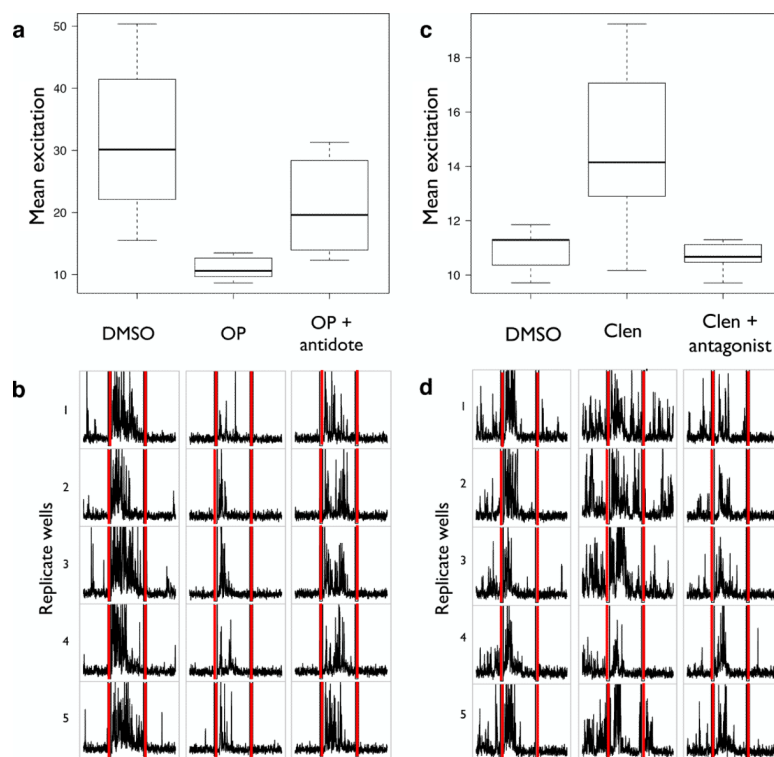 a
Mean excitation
50
40
30
20
10
DMSO
OP
OP +
antidote
b
Replicate wells
1
2
3
4
5
c
Mean excitation
18
16
14
12
10
DMSO
Clen
Clen +
antagonist
d
Replicate wells
1
2
3
4
5